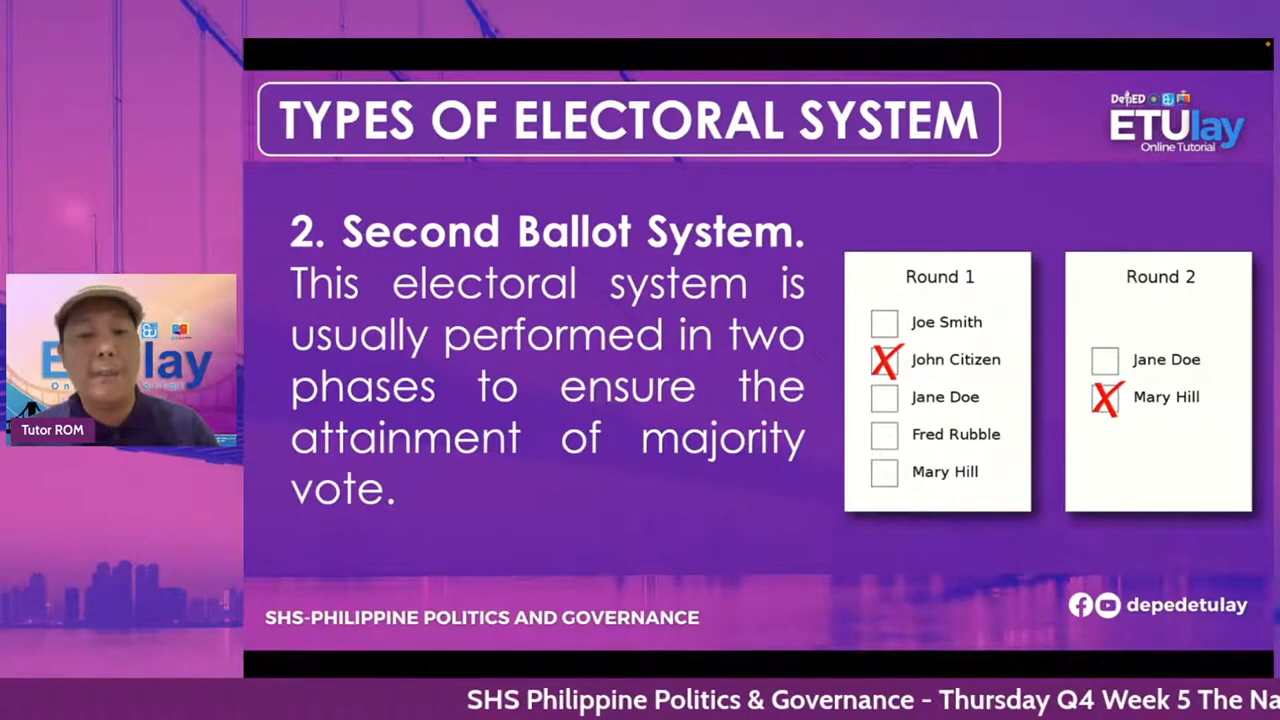 TYPES OF ELECTORAL SYSTEM
DepED
ETUlay
Online Tutorial
2. Second Ballot System.
This electoral system is
usually performed in two
phases to ensure the
attainment of majority
vote.
Round 1
Joe Smith
John Citizen
Jane Doe
Fred Rubble
Mary Hill
Round 2
Jane Doe
Mary Hill
Tutor ROM
SHS-PHILIPPINE POLITICS AND GOVERNANCE
depedetulay
SHS Philippine Politics & Governance - Thursday Q4 Week 5 The Na